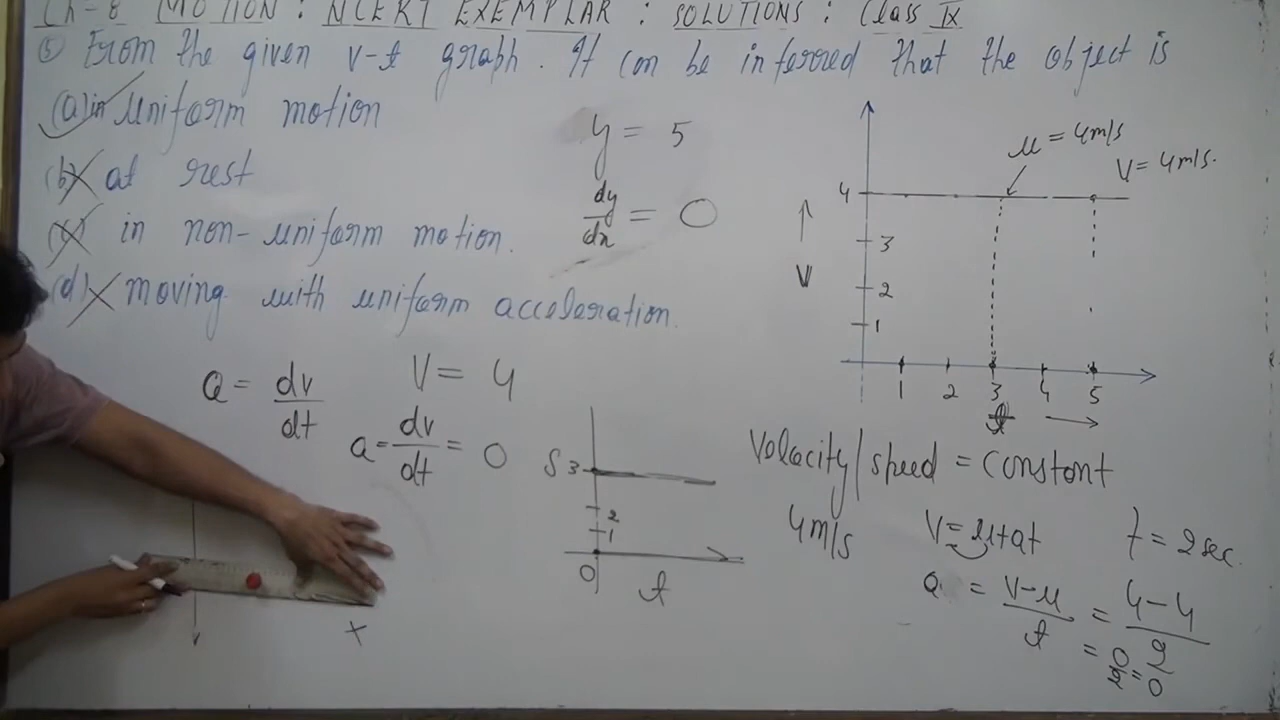 Ch-8 MOTION : NCERT EXEMPLAR : SOLUTIONS : Class IX
⑤ From the given v-t graph. It can be inferred that the object is
(a) in uniform motion
(b) at rest
(c) in non-uniform motion.
(d) moving with uniform acceleration.
y = 5
dy/dx = 0
u = 4m/s
V = 4m/s.
4
3
2
1
V
1 2 3 4 5
t
a = dv/dt
V = 4
a = dv/dt = 0
S 3
2
1
0
t
x
Velocity/speed = constant
4m/s
V = u+at
t = 2sec.
a = v-u/t = 4-4/2
= 0/2 = 0